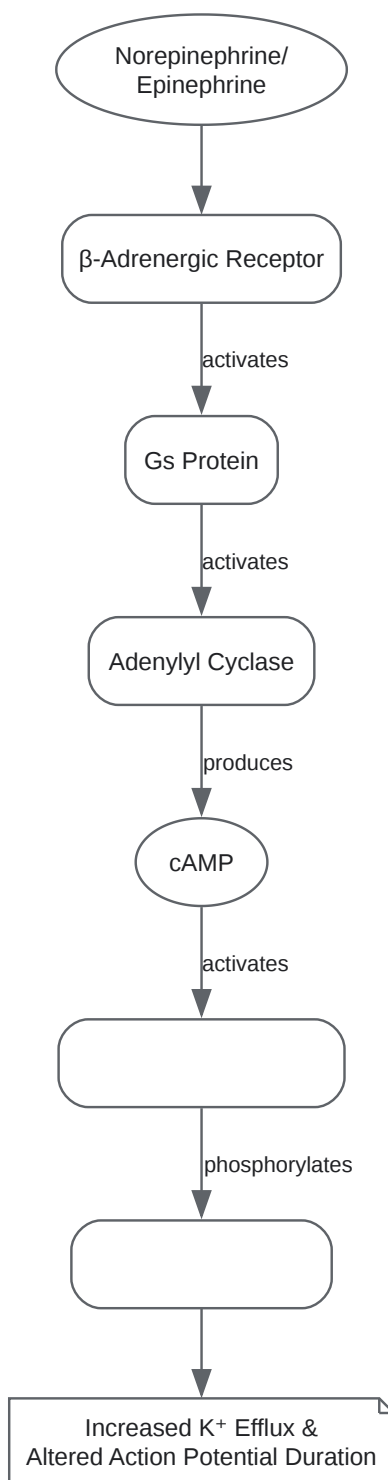 Norepinephrine/
Epinephrine
β-Adrenergic Receptor
activates
Gs Protein
activates
Adenylyl Cyclase
produces
cAMP
activates
phosphorylates
Increased K⁺ Efflux &
Altered Action Potential Duration